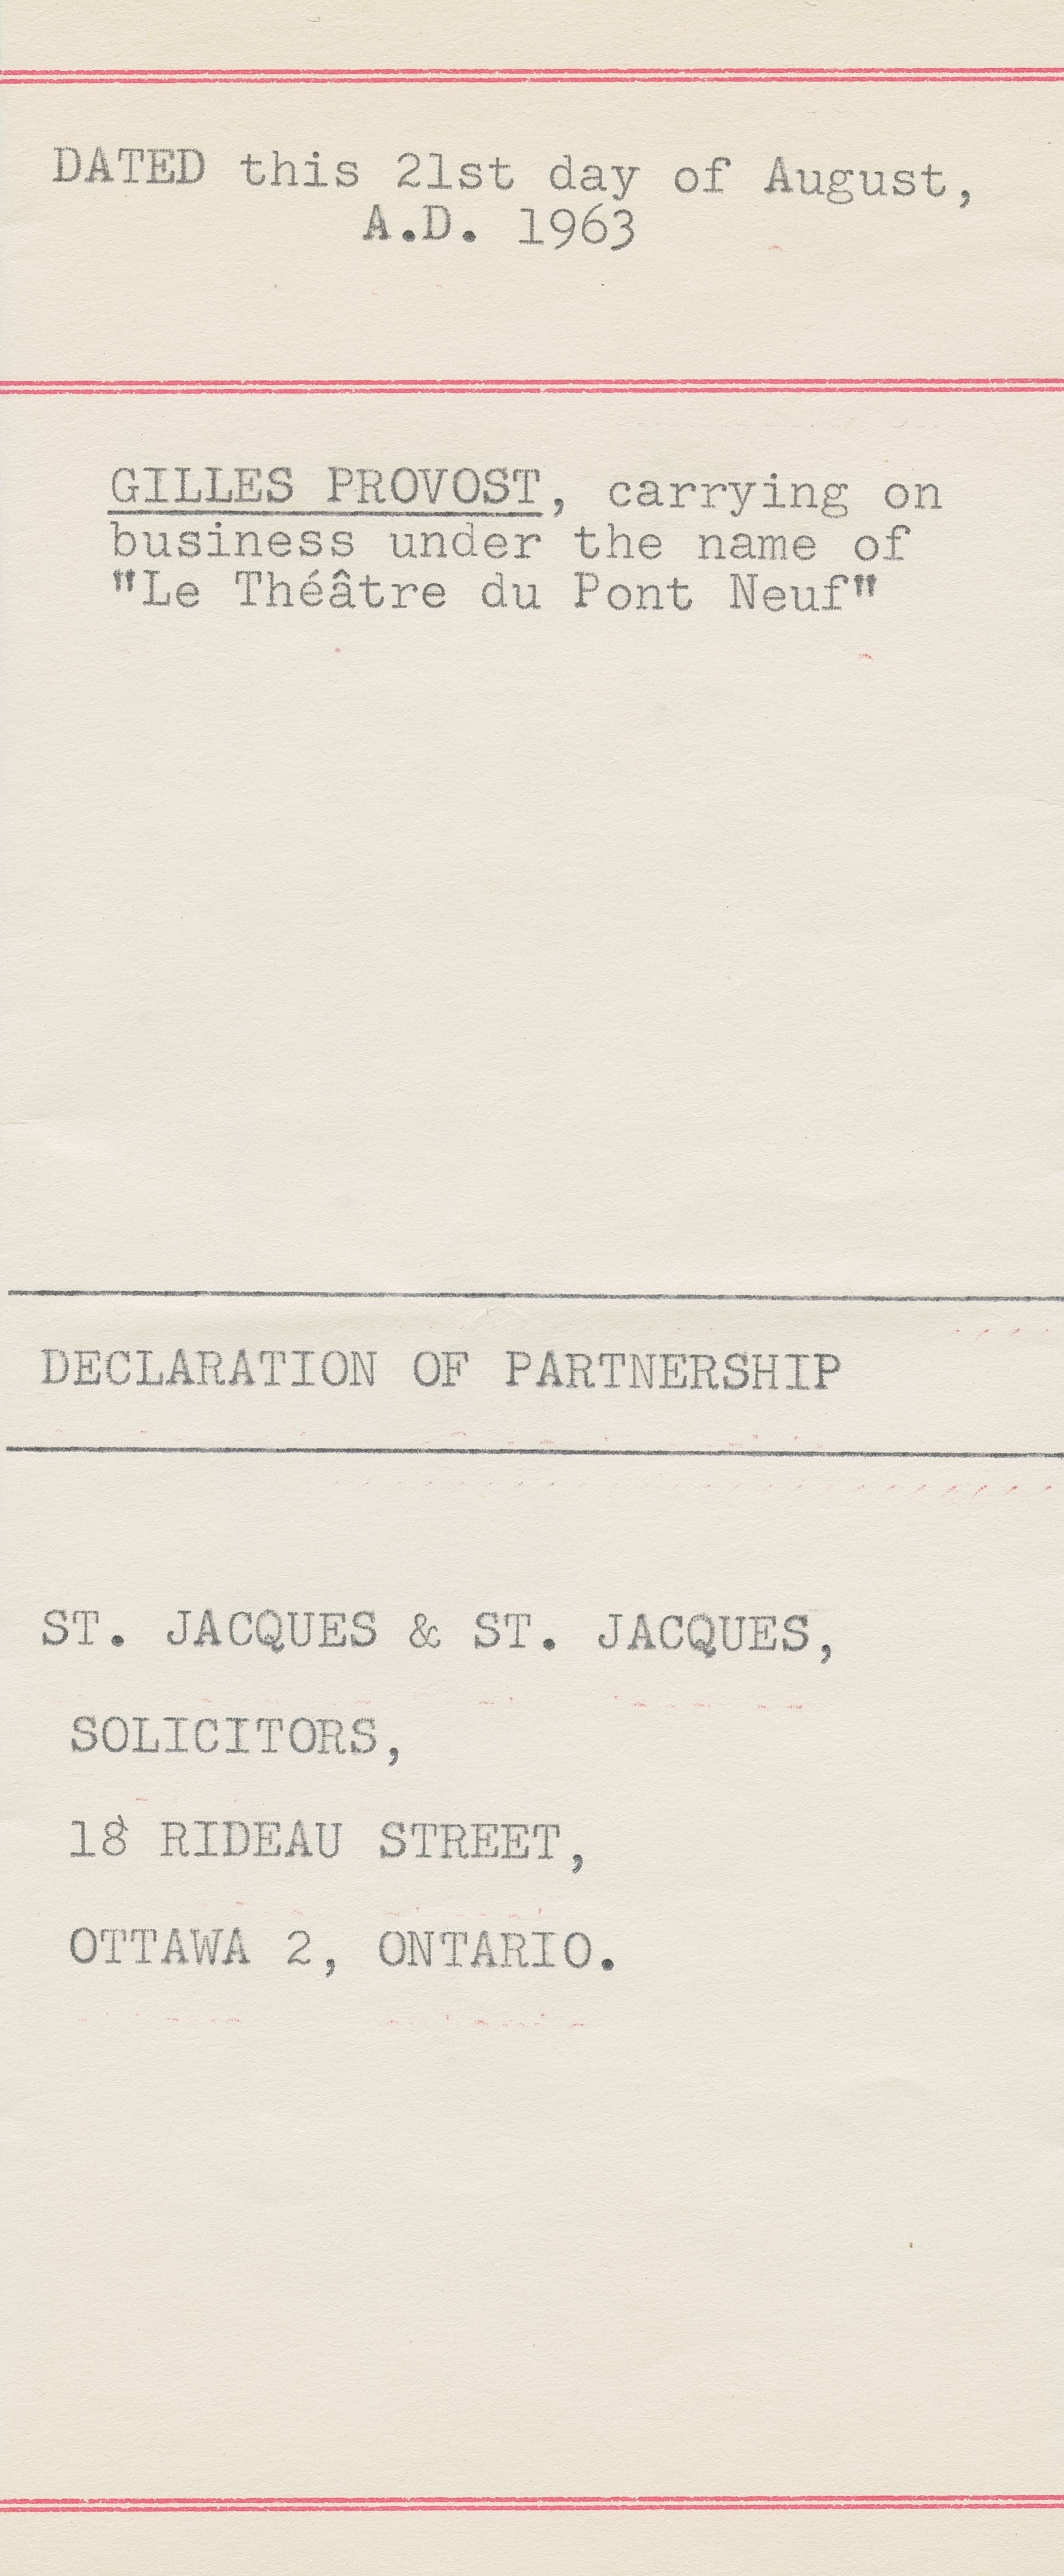 DATED this 21st day of August,
A.D. 1963
GILLES PROVOST, carrying on
business under the name of
"Le Théâtre du Pont Neuf"
DECLARATION OF PARTNERSHIP
ST. JACQUES & ST. JACQUES,
SOLICITORS,
18 RIDEAU STREET,
OTTAWA 2, ONTARIO.